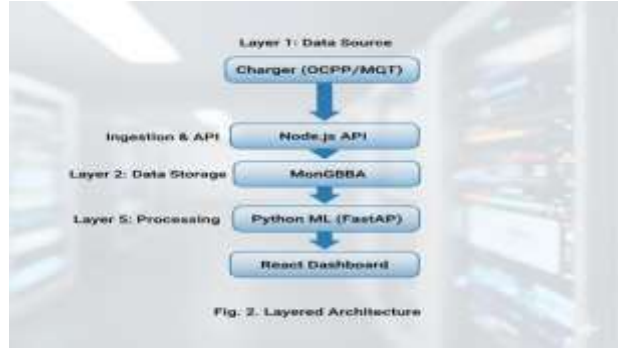 Layer 1: Data Source
Charger (OCPP/MQT)
Ingestion & API
Node.js API
Layer 2: Data Storage
MonGBBA
Layer 5: Processing
Python ML (FastAP)
React Dashboard
Fig. 2. Layered Architecture